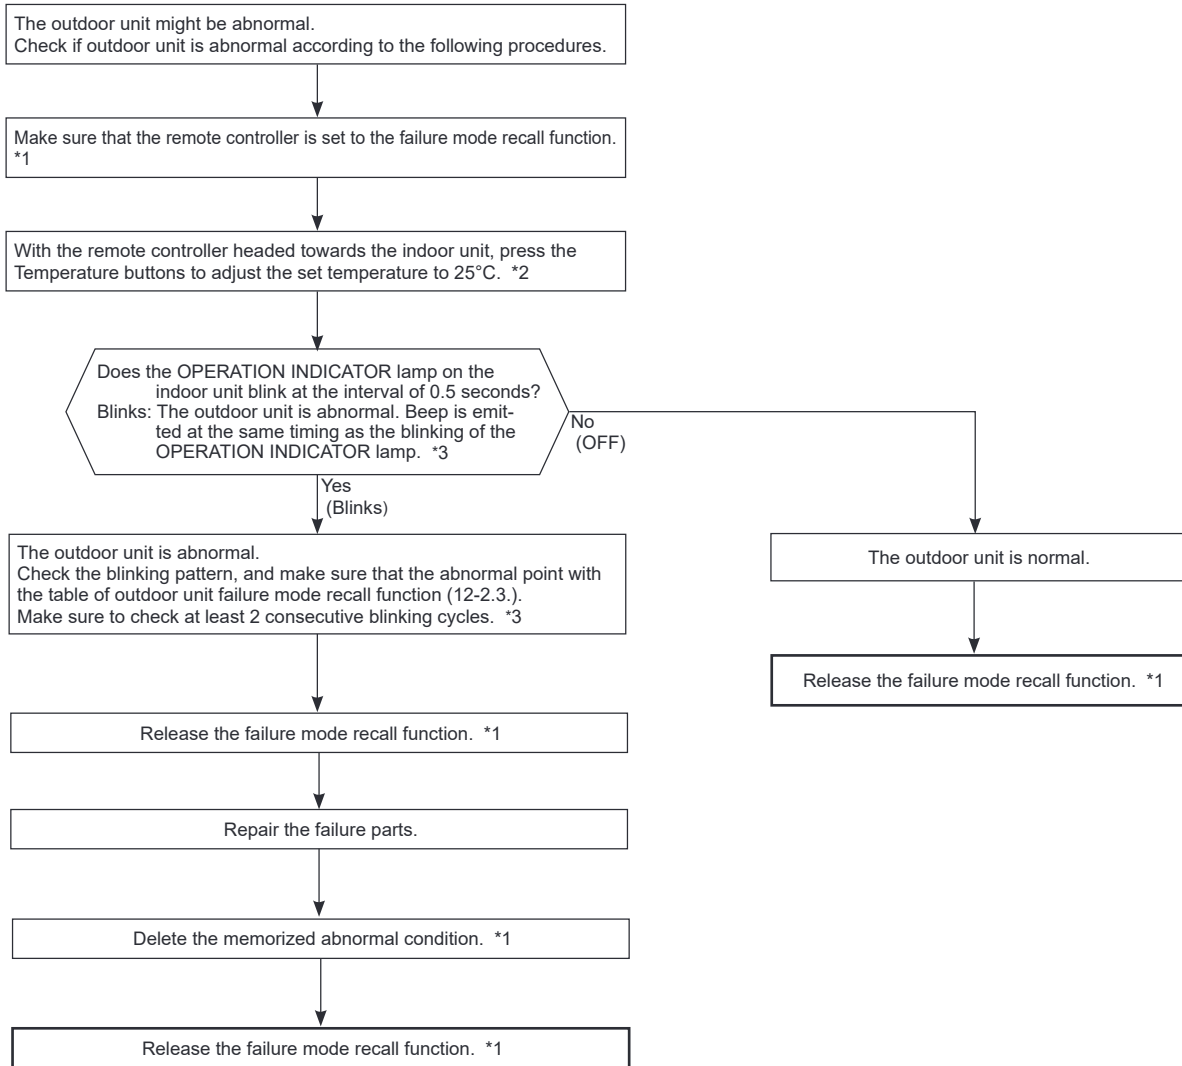 The outdoor unit might be abnormal.
Check if outdoor unit is abnormal according to the following procedures.
Make sure that the remote controller is set to the failure mode recall function.
*1
With the remote controller headed towards the indoor unit, press the
Temperature buttons to adjust the set temperature to 25°C. *2
Does the OPERATION INDICATOR lamp on the
indoor unit blink at the interval of 0.5 seconds?
Blinks: The outdoor unit is abnormal. Beep is emit-
ted at the same timing as the blinking of the
OPERATION INDICATOR lamp. *3
No
(OFF)
Yes
(Blinks)
The outdoor unit is abnormal.
Check the blinking pattern, and make sure that the abnormal point with
the table of outdoor unit failure mode recall function (12-2.3.).
Make sure to check at least 2 consecutive blinking cycles. *3
The outdoor unit is normal.
Release the failure mode recall function. *1
Release the failure mode recall function. *1
Repair the failure parts.
Delete the memorized abnormal condition. *1
Release the failure mode recall function. *1